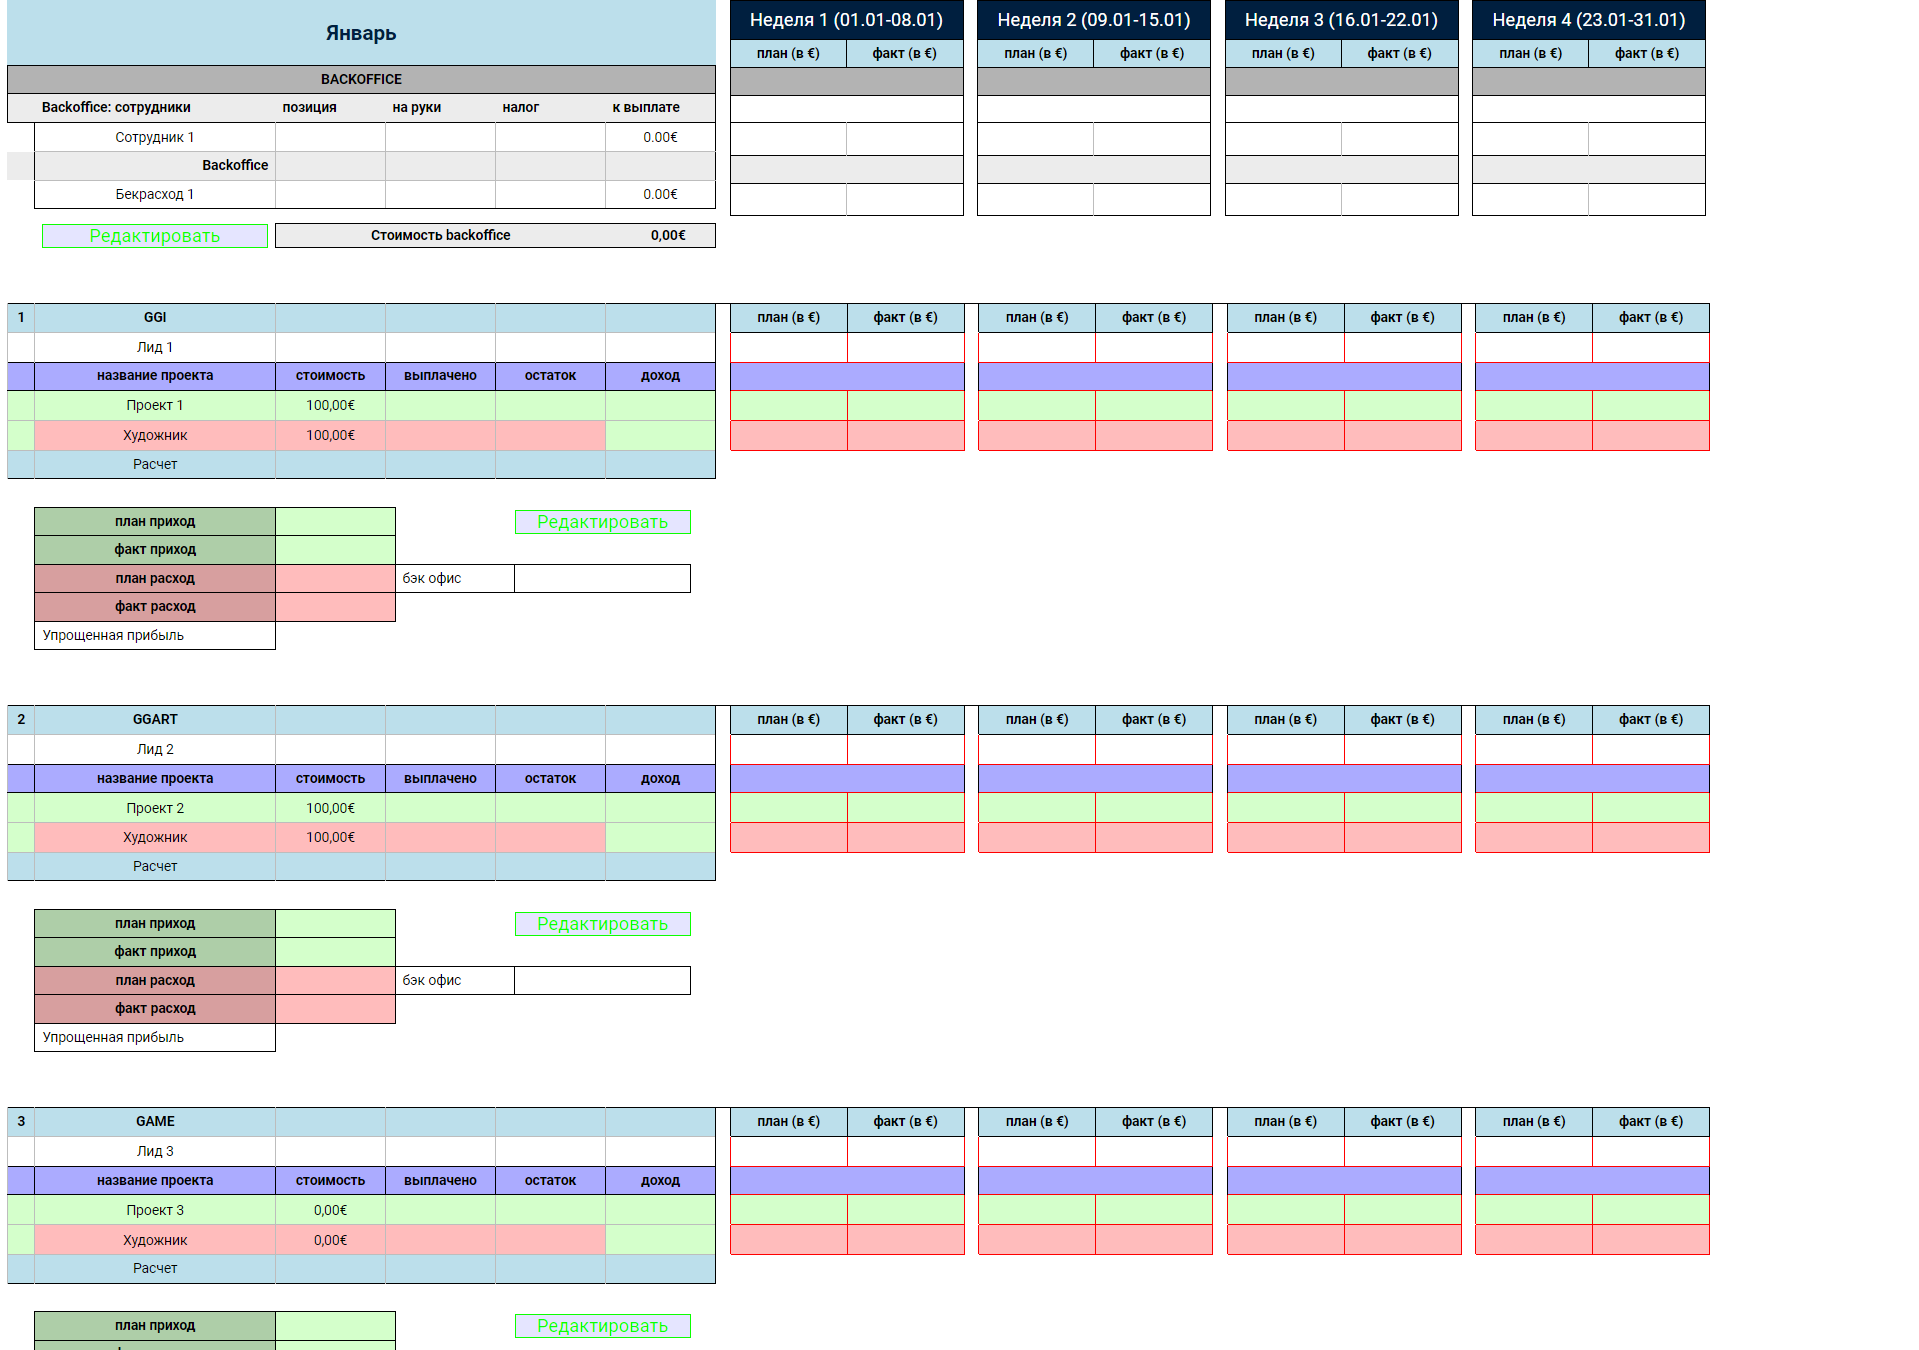 Январь
Неделя 1 (01.01-08.01) Неделя 2 (09.01-15.01) Неделя 3 (16.01-22.01) Неделя 4 (23.01-31.01)
план (в €) факт (в €) план (в €) факт (в €) план (в €) факт (в €) план (в €) факт (в €)
BACKOFFICE
Backoffice: сотрудники позиция на руки налог к выплате
Сотрудник 1 0.00€
Backoffice
Бекрасход 1 0.00€
Редактировать Стоимость backoffice 0,00€
1 GGI план (в €) факт (в €) план (в €) факт (в €) план (в €) факт (в €) план (в €) факт (в €)
Лид 1
название проекта стоимость выплачено остаток доход
Проект 1 100,00€
Художник 100,00€
Расчет
план приход Редактировать
факт приход
план расход бэк офис
факт расход
Упрощенная прибыль
2 GGART план (в €) факт (в €) план (в €) факт (в €) план (в €) факт (в €) план (в €) факт (в €)
Лид 2
название проекта стоимость выплачено остаток доход
Проект 2 100,00€
Художник 100,00€
Расчет
план приход Редактировать
факт приход
план расход бэк офис
факт расход
Упрощенная прибыль
3 GAME план (в €) факт (в €) план (в €) факт (в €) план (в €) факт (в €) план (в €) факт (в €)
Лид 3
название проекта стоимость выплачено остаток доход
Проект 3 0,00€
Художник 0,00€
Расчет
план приход Редактировать